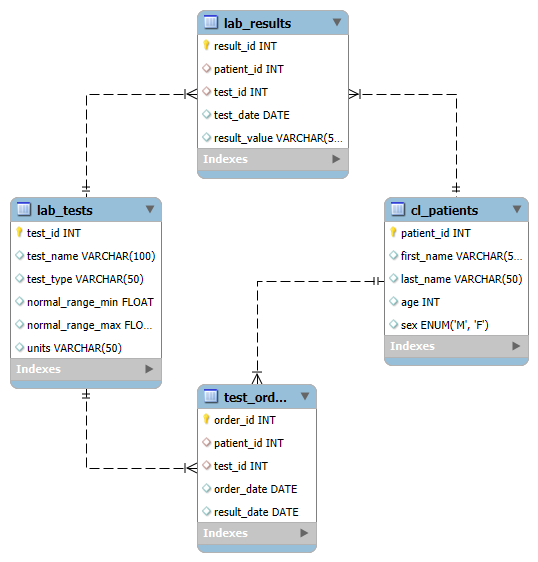 lab_results
result_id INT
patient_id INT
test_id INT
test_date DATE
result_value VARCHAR(5...
Indexes
lab_tests
test_id INT
test_name VARCHAR(100)
test_type VARCHAR(50)
normal_range_min FLOAT
normal_range_max FLO...
units VARCHAR(50)
Indexes
cl_patients
patient_id INT
first_name VARCHAR(5...
last_name VARCHAR(50)
age INT
sex ENUM('M', 'F')
Indexes
test_ord...
order_id INT
patient_id INT
test_id INT
order_date DATE
result_date DATE
Indexes